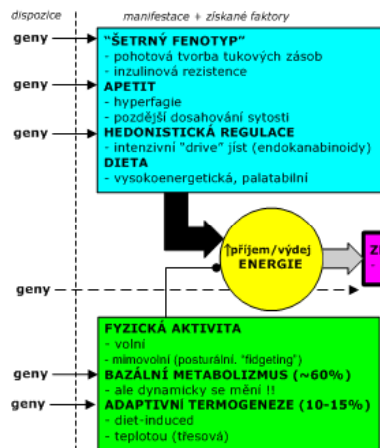 dispozice
manifestace + získané faktory
geny
"ŠETRNÝ FENOTYP"
- pohotová tvorba tukových zásob
- inzulinová rezistence
geny
APETIT
- hyperfagie
- pozdější dosahování sytosti
geny
HEDONISTICKÁ REGULACE
- intenzivní "drive" jíst (endokanabinoidy)
DIETA
- vysokoenergetická, palatabilní
↑příjem/výdej
ENERGIE
geny
FYZICKÁ AKTIVITA
- volní
- mimovolní (posturální. "fidgeting")
geny
BAZÁLNÍ METABOLIZMUS (~60%)
- ale dynamicky se mění !!
geny
ADAPTIVNÍ TERMOGENEZE (10-15%)
- diet-induced
- teplotou (třesová)